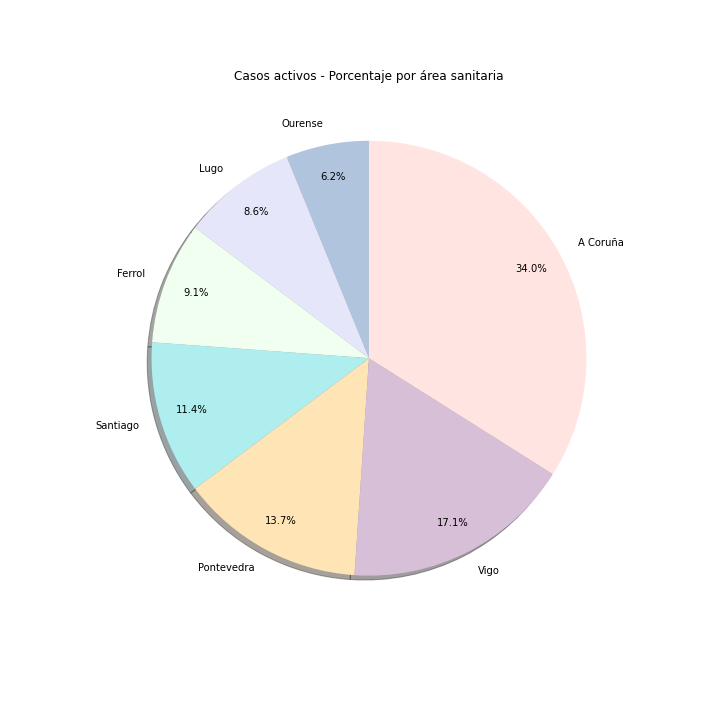 Casos activos - Porcentaje por área sanitaria
Ourense
6.2%
Lugo
8.6%
A Coruña
34.0%
Ferrol
9.1%
Santiago
11.4%
Pontevedra
13.7%
Vigo
17.1%